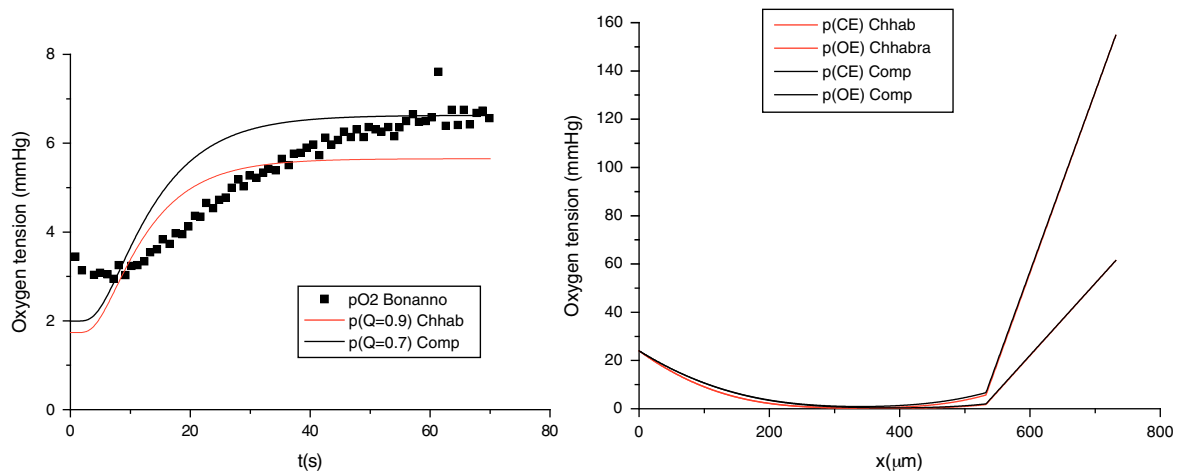 8
6
4
2
0
Oxygen tension (mmHg)
0
20
40
60
80
t(s)
pO2 Bonanno
p(Q=0.9) Chhab
p(Q=0.7) Comp
160
140
120
100
80
60
40
20
0
Oxygen tension (mmHg)
0
200
400
600
800
x(μm)
p(CE) Chhab
p(OE) Chhabra
p(CE) Comp
p(OE) Comp